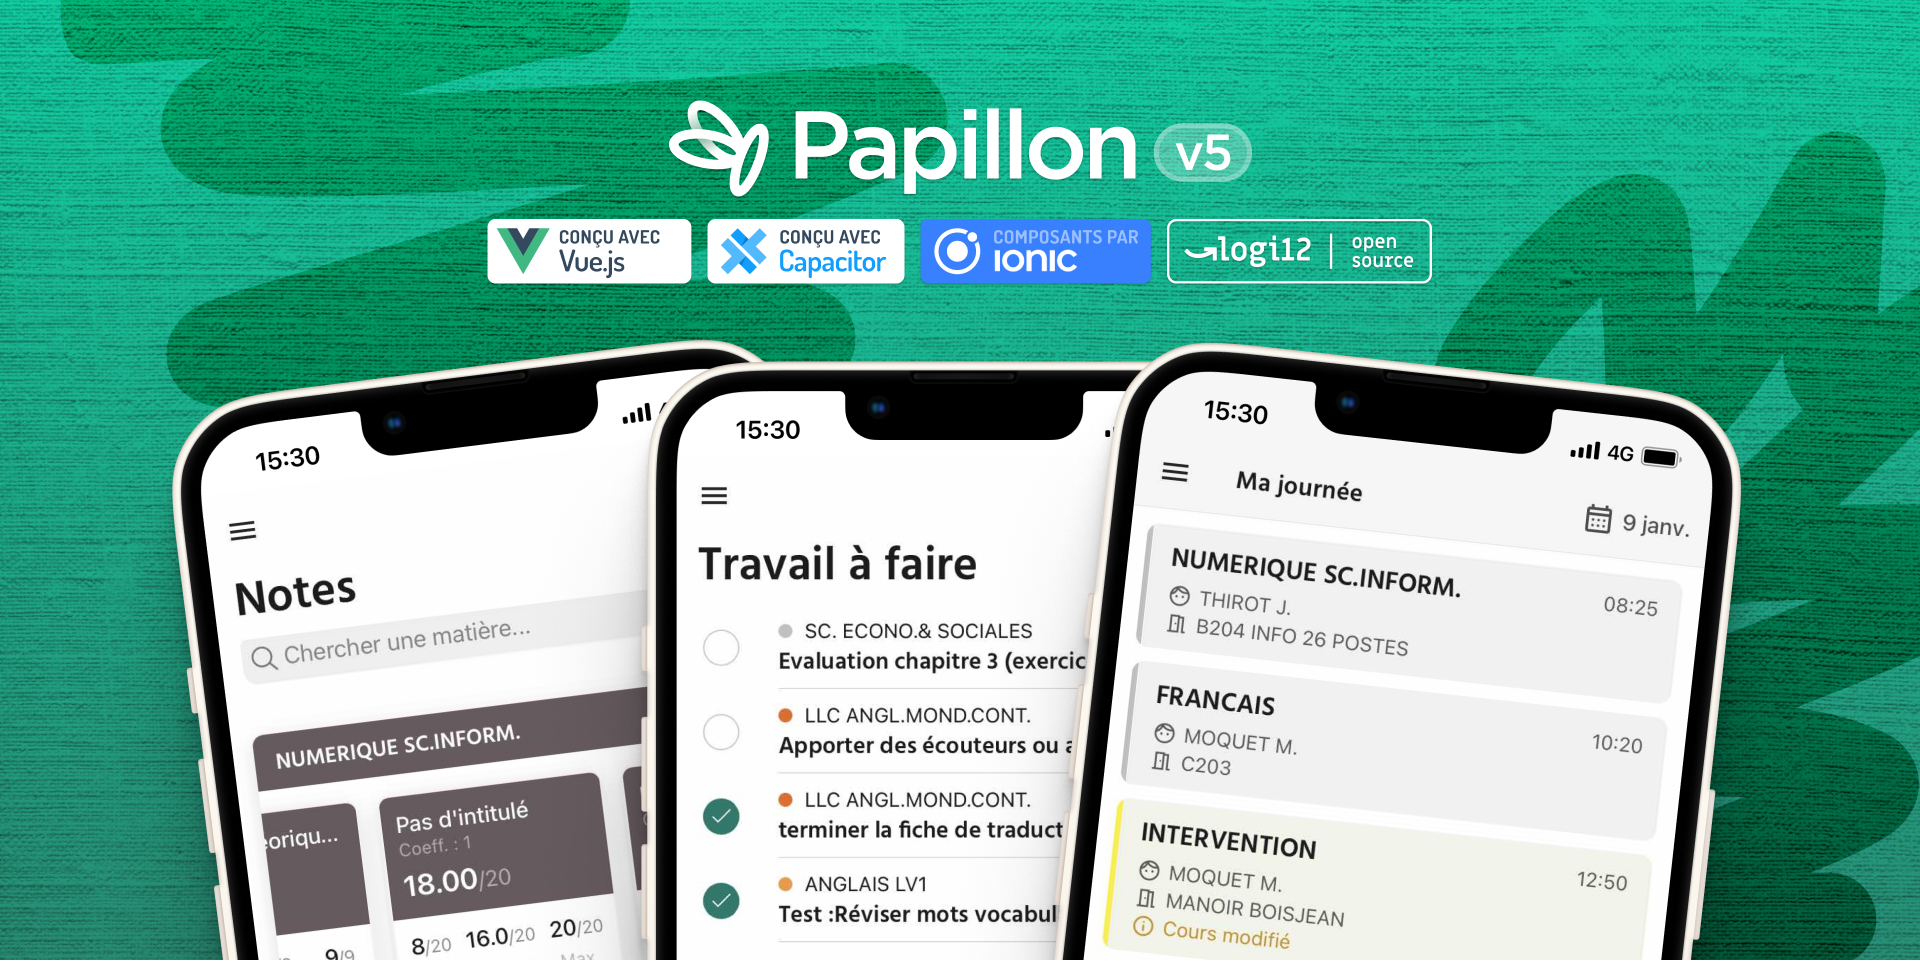 Papillon v5
CONÇU AVEC
Vue.js
CONÇU AVEC
Capacitor
COMPOSANTS PAR
ionic
logi12
open
source
15:30
Notes
Chercher une matière...
NUMERIQUE SC.INFORM.
oriqu...
9/9
Pas d'intitulé
Coeff. : 1
18.00/20
8/20 16.0/20 20/20
Max
15:30
Travail à faire
SC. ECONO.& SOCIALES
Evaluation chapitre 3 (exercic
LLC ANGL.MOND.CONT.
Apporter des écouteurs ou a
LLC ANGL.MOND.CONT.
terminer la fiche de traduct
ANGLAIS LV1
Test :Réviser mots vocabul
15:30
4G
Ma journée
9 janv.
NUMERIQUE SC.INFORM.
08:25
THIROT J.
B204 INFO 26 POSTES
FRANCAIS
10:20
MOQUET M.
C203
INTERVENTION
12:50
MOQUET M.
MANOIR BOISJEAN
Cours modifié